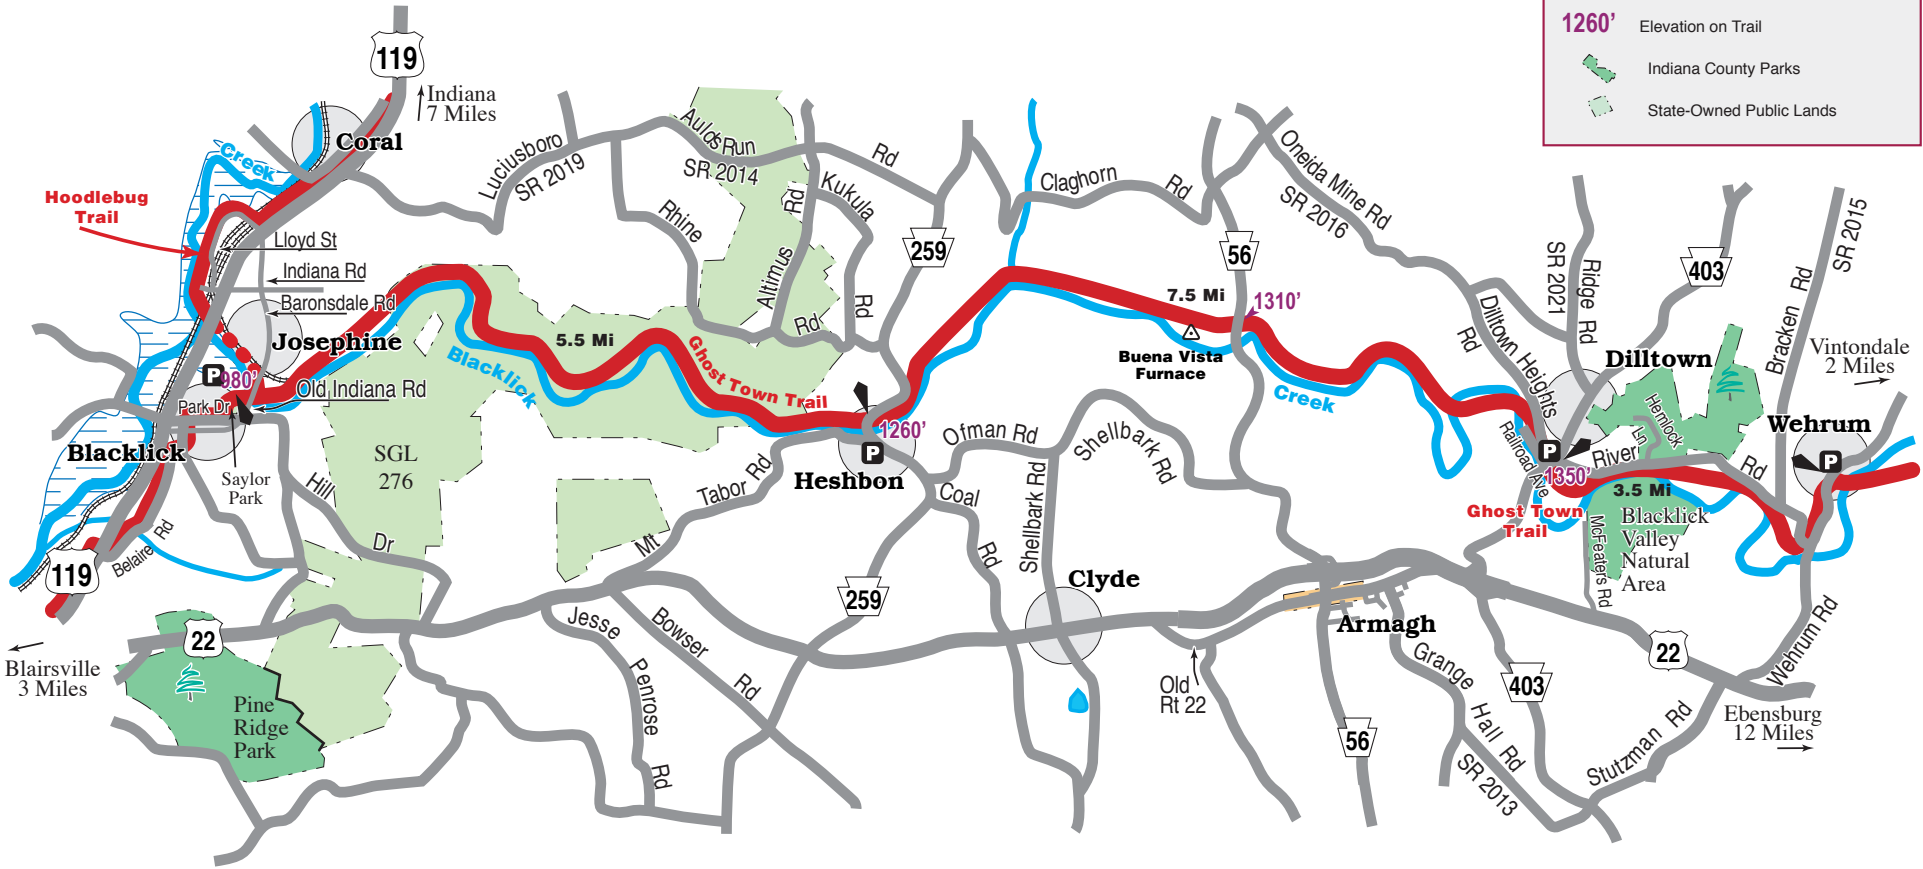 1260’ Elevation on Trail
Indiana County Parks
State-Owned Public Lands
119
Indiana
7 Miles
Coral
Creek
Hoodlebug
Trail
Lloyd St
Indiana Rd
Baronsdale Rd
Josephine
P
980’
Old Indiana Rd
Park Dr
Blacklick
Saylor
Park
Belaire Rd
119
Hill
Dr
SGL
276
Luciusboro
SR 2019
Aulds Run
Rd
SR 2014
Rhine
Rd
Altimus
Rd
Kukula
Rd
5.5 Mi
Blacklick
Ghost Town Trail
259
1260’
P
Heshbon
Claghorn
Rd
56
7.5 Mi
1310’
Buena Vista
Furnace
Creek
Oneida Mine Rd
SR 2016
Dilltown Heights
Rd
SR 2021
Ridge Rd
403
SR 2015
Bracken Rd
Vintondale
2 Miles
Dilltown
Hemlock
Ln
Wehrum
P
Railroad Ave
P
1350’
River
Rd
3.5 Mi
Ghost Town
Trail
Blacklick
Valley
Natural
Area
McFeaters Rd
Ofman Rd
Shellbark Rd
Shellbark Rd
Coal
Rd
Tabor Rd
Mt
259
Clyde
Armagh
22
Blairsville
3 Miles
Pine
Ridge
Park
Jesse
Penrose
Rd
Bowser
Rd
Old
Rt 22
56
Grange
Hall Rd
SR 2013
403
22
Wehrum Rd
Stutzman Rd
Ebensburg
12 Miles